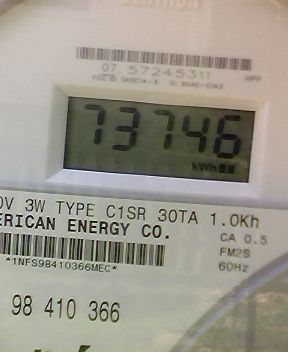 07 57245311
73746
kWh
V 3W TYPE C1SR 30TA 1.0Kh
ERICAN ENERGY CO.
CA 0.5
FM2S
60Hz
*1NFS98410366MEC*
98 410 366